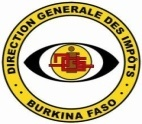 DIRECTION GENERALE DES IMPÔTS
• BURKINA FASO •